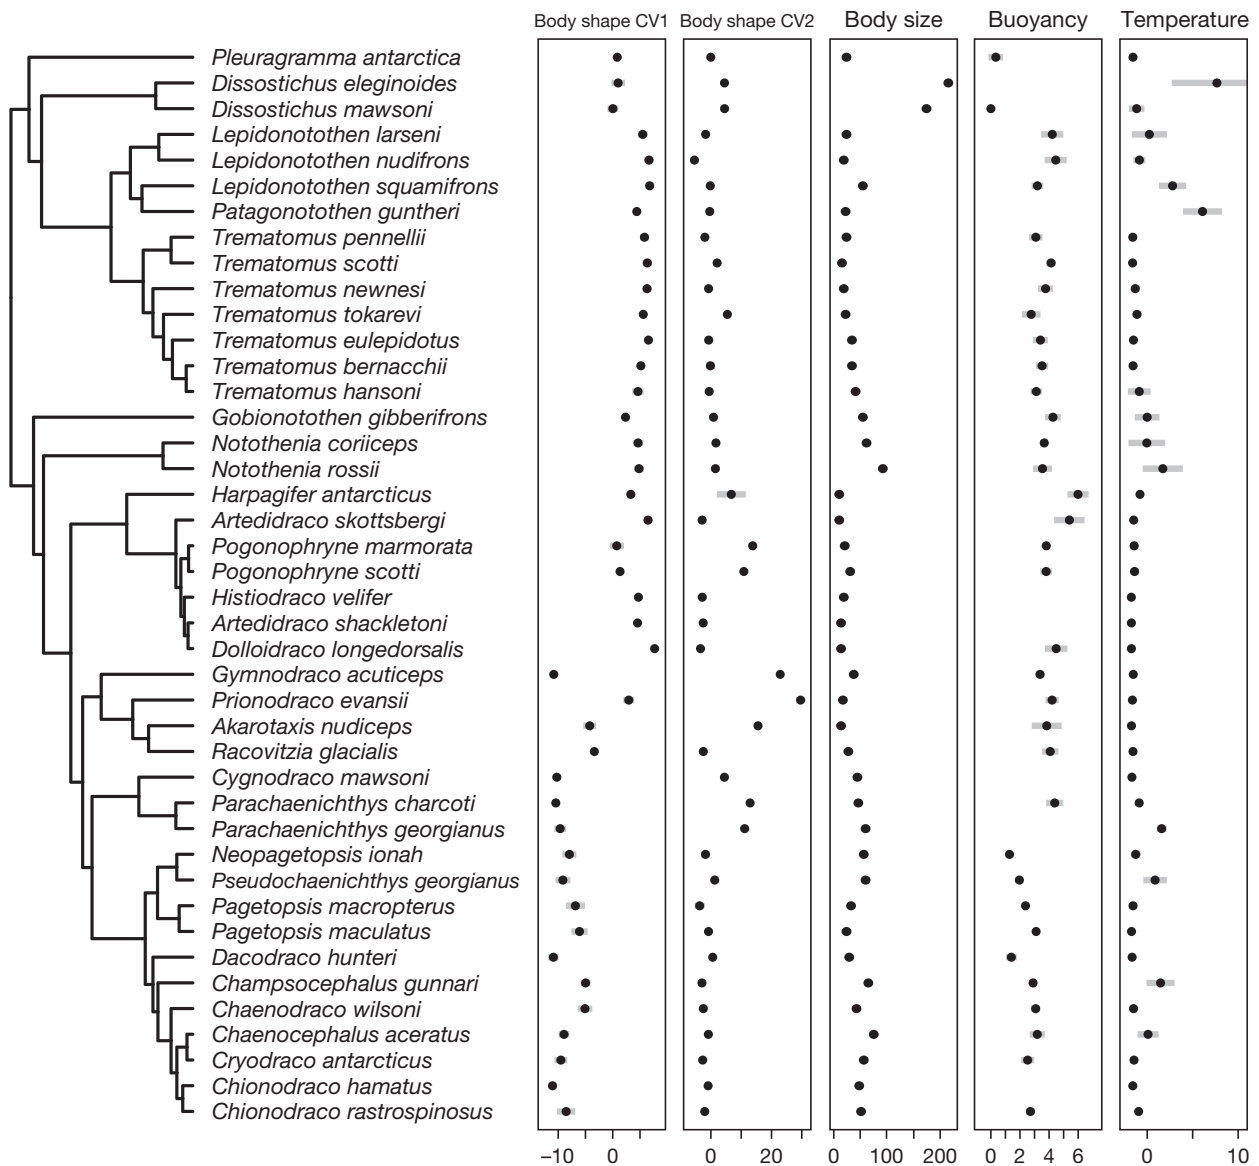 Body shape CV1 Body shape CV2 Body size Buoyancy Temperature
Pleuragramma antarctica
Dissostichus eleginoides
Dissostichus mawsoni
Lepidonotothen larseni
Lepidonotothen nudifrons
Lepidonotothen squamifrons
Patagonotothen guntheri
Trematomus pennellii
Trematomus scotti
Trematomus newnesi
Trematomus tokarevi
Trematomus eulepidotus
Trematomus bernacchii
Trematomus hansoni
Gobionotothen gibberifrons
Notothenia coriiceps
Notothenia rossii
Harpagifer antarcticus
Artedidraco skottsbergi
Pogonophryne marmorata
Pogonophryne scotti
Histiodraco velifer
Artedidraco shackletoni
Dolloidraco longedorsalis
Gymnodraco acuticeps
Prionodraco evansii
Akarotaxis nudiceps
Racovitzia glacialis
Cygnodraco mawsoni
Parachaenichthys charcoti
Parachaenichthys georgianus
Neopagetopsis ionah
Pseudochaenichthys georgianus
Pagetopsis macropterus
Pagetopsis maculatus
Dacodraco hunteri
Champsocephalus gunnari
Chaenodraco wilsoni
Chaenocephalus aceratus
Cryodraco antarcticus
Chionodraco hamatus
Chionodraco rastrospinosus
−10 0 0 20 0 100 200 0 2 4 6 0 10